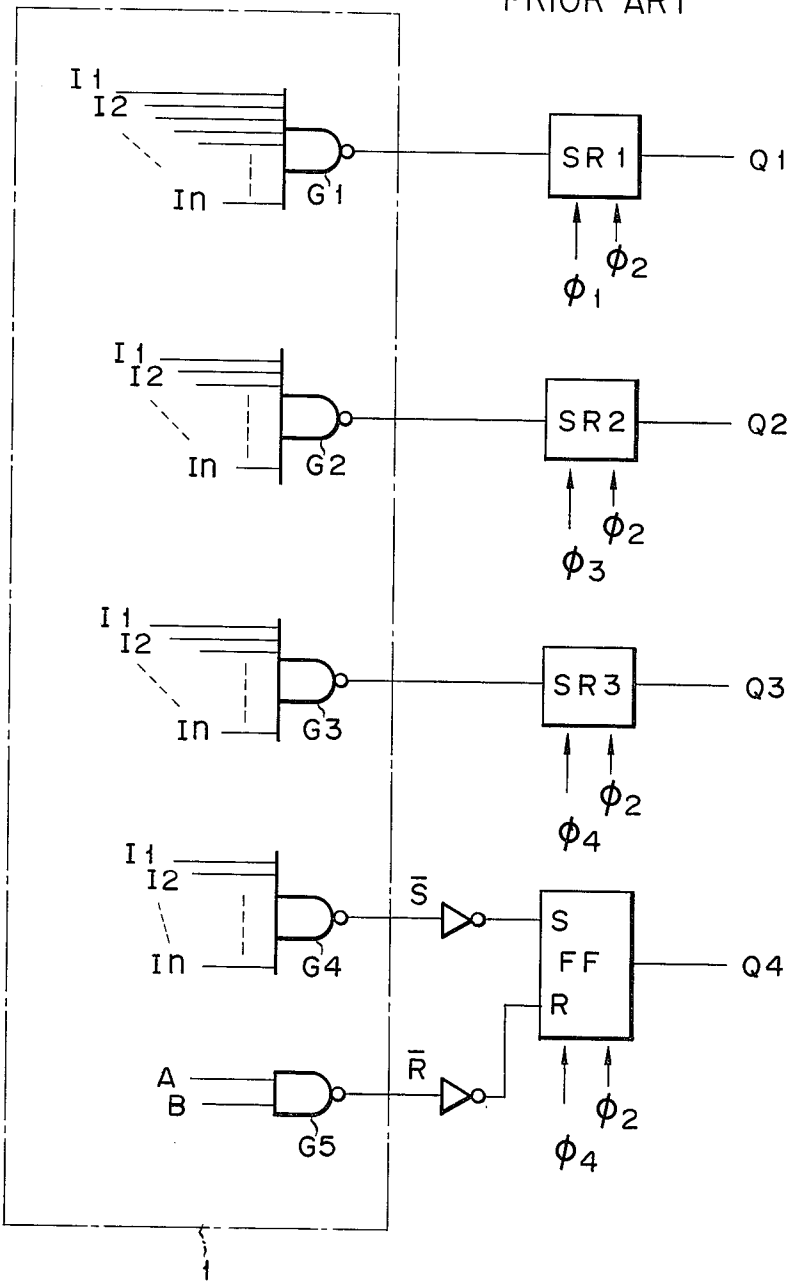 PRIOR ART
I1
I2
In
G1
SR1
Q1
ϕ1
ϕ2
I1
I2
In
G2
SR2
Q2
ϕ3
ϕ2
I1
I2
In
G3
SR3
Q3
ϕ4
ϕ2
I1
I2
In
G4
S̅
S
FF
R
Q4
A
B
G5
R̅
ϕ4
ϕ2
1